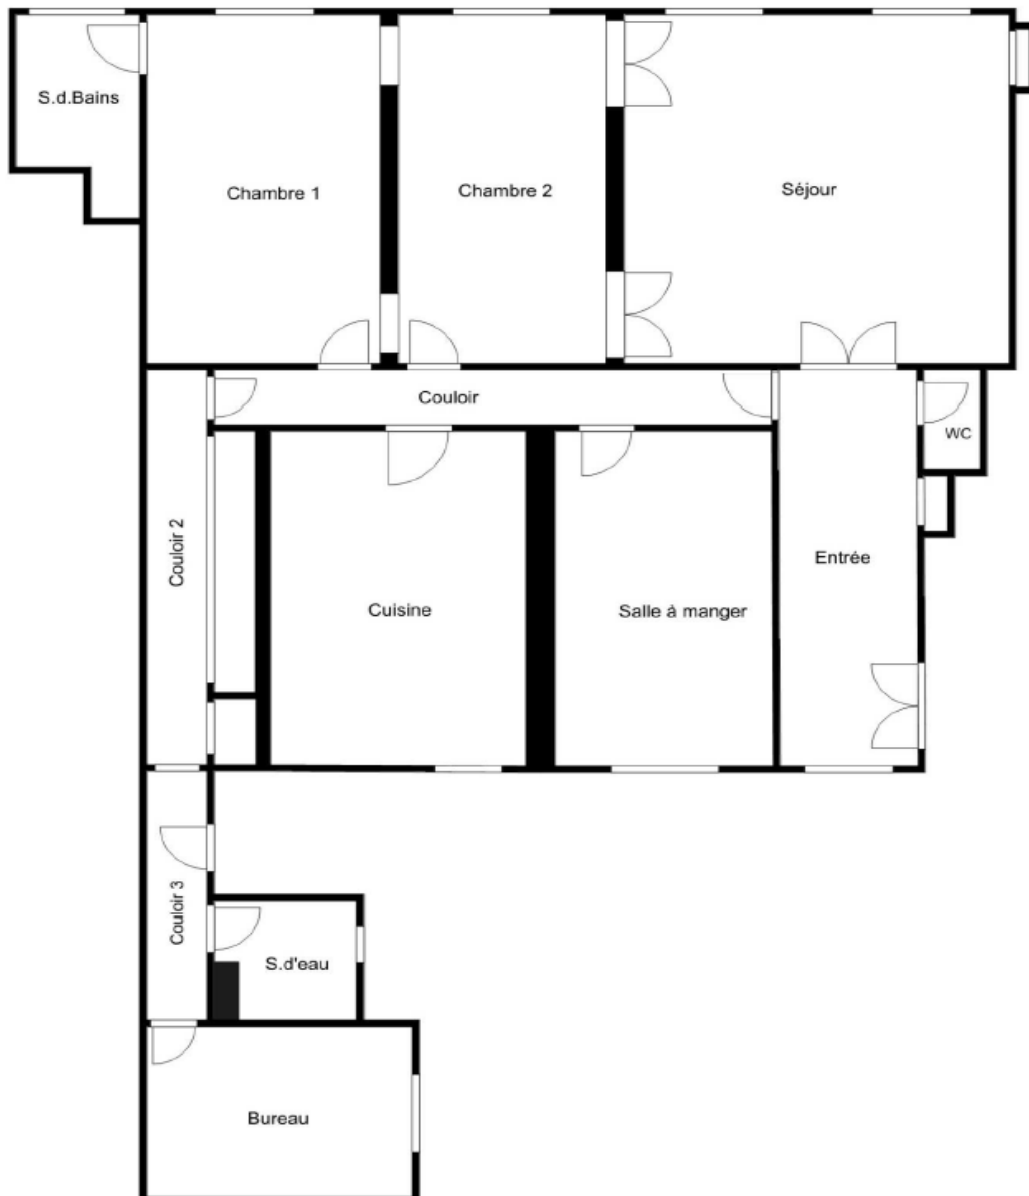 S.d.Bains
Chambre 1
Chambre 2
Séjour
Couloir
WC
Couloir 2
Entrée
Cuisine
Salle à manger
Couloir 3
S.d'eau
Bureau